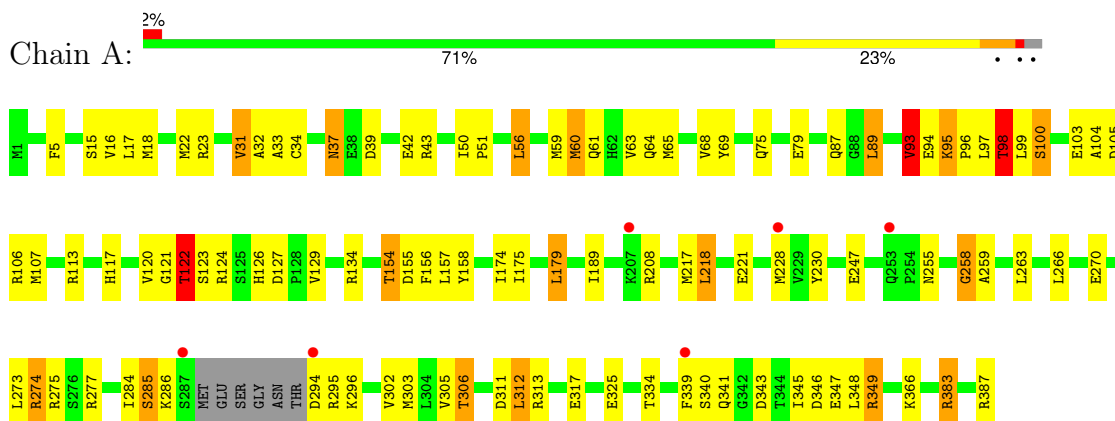 2%
Chain A:
71% 23% • • •
M1 F5 S15 V16 L17 M18 M22 R23 V31 A32 A33 C34 N37 E38 D39 E42 R43 I50 P51 L56 M59 M60 Q61 H62 V63 Q64 M65 V68 Y69 Q75 E79 Q87 G88 L89 V93 E94 K95 P96 L97 T98 L99 S100 E103 A104 D105
R106 M107 R113 H117 V120 G121 T122 S123 R124 S125 H126 D127 P128 V129 R134 T154 D155 F156 L157 Y158 I174 I175 L179 I189 K207 R208 M217 L218 E221 M228 V229 Y230 E247 Q253 P254 N255 G258 A259 L263 L266 E270
L273 R274 R275 S276 R277 I284 S285 K286 S287 MET GLU SER GLY ASN THR D294 R295 K296 V302 M303 L304 V305 T306 D311 L312 R313 E317 E325 T334 F339 S340 Q341 G342 D343 T344 I345 D346 E347 L348 R349 K366 R383 R387